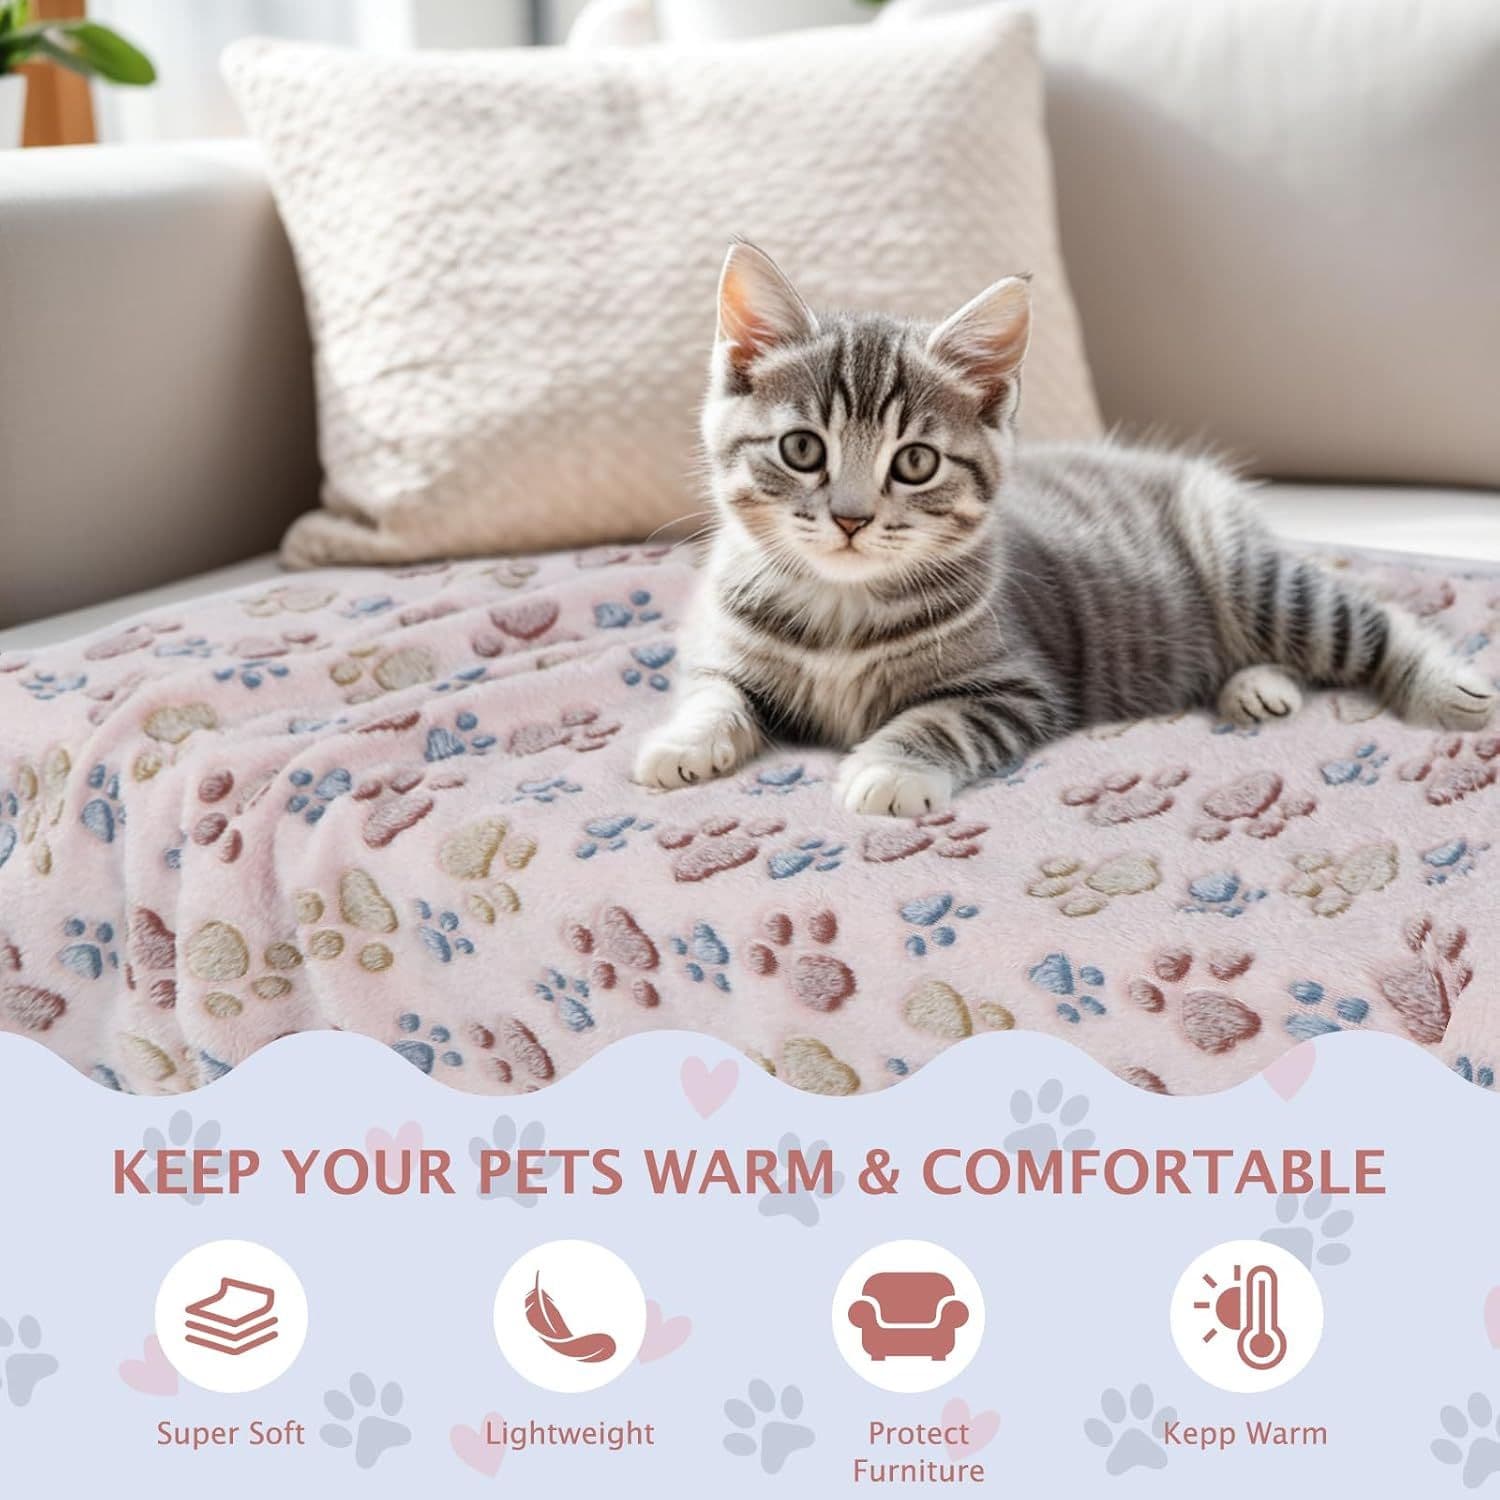 KEEP YOUR PETS WARM & COMFORTABLE
Super Soft
Lightweight
Protect
Furniture
Kepp Warm